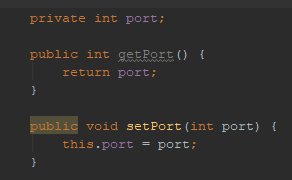 private int port;
public int getPort() {
return port;
}
public void setPort(int port) {
this.port = port;
}